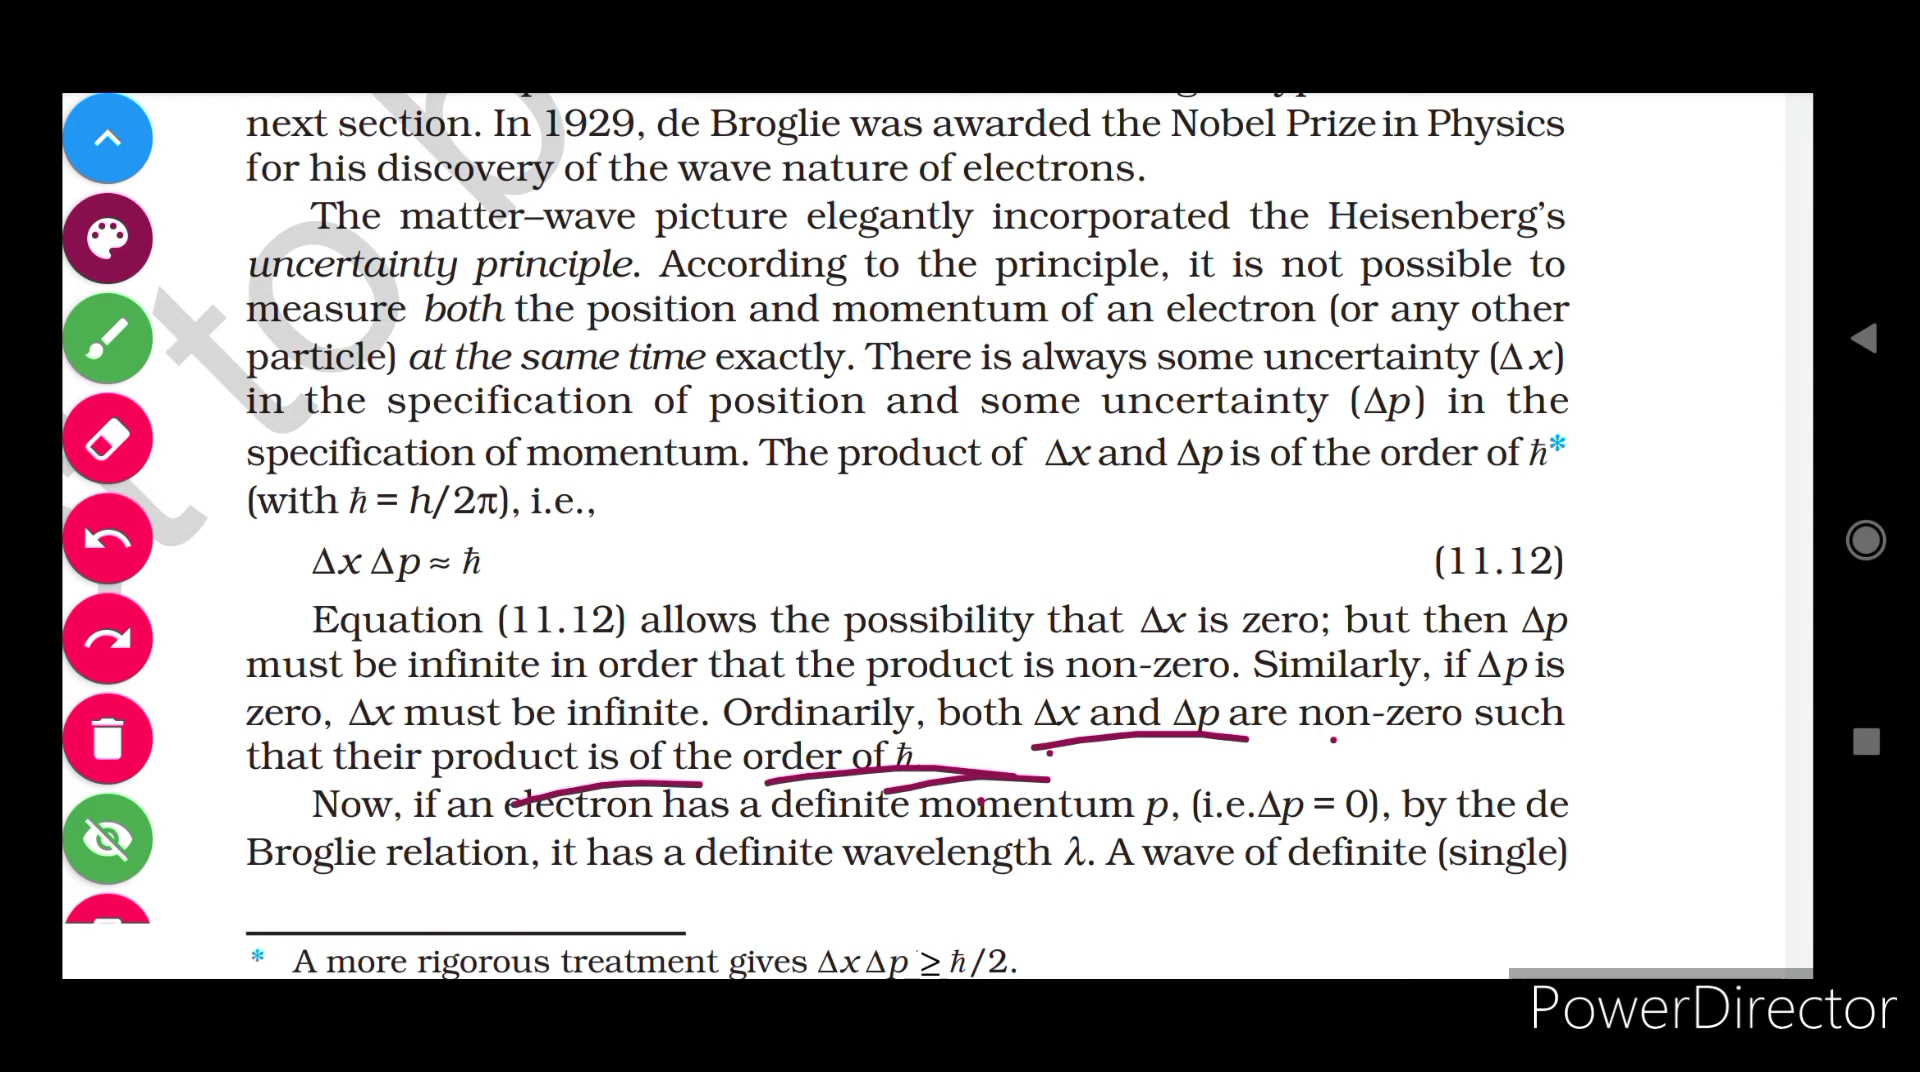 next section. In 1929, de Broglie was awarded the Nobel Prize in Physics
for his discovery of the wave nature of electrons.
The matter–wave picture elegantly incorporated the Heisenberg’s
uncertainty principle. According to the principle, it is not possible to
measure both the position and momentum of an electron (or any other
particle) at the same time exactly. There is always some uncertainty (Δx)
in the specification of position and some uncertainty (Δp) in the
specification of momentum. The product of Δx and Δp is of the order of ħ*
(with ħ = h/2π), i.e.,
Δx Δp ≈ ħ (11.12)
Equation (11.12) allows the possibility that Δx is zero; but then Δp
must be infinite in order that the product is non-zero. Similarly, if Δp is
zero, Δx must be infinite. Ordinarily, both Δx and Δp are non-zero such
that their product is of the order of ħ.
Now, if an electron has a definite momentum p, (i.e.Δp = 0), by the de
Broglie relation, it has a definite wavelength λ. A wave of definite (single)
* A more rigorous treatment gives Δx Δp ≥ ħ/2.
to b
PowerDirector